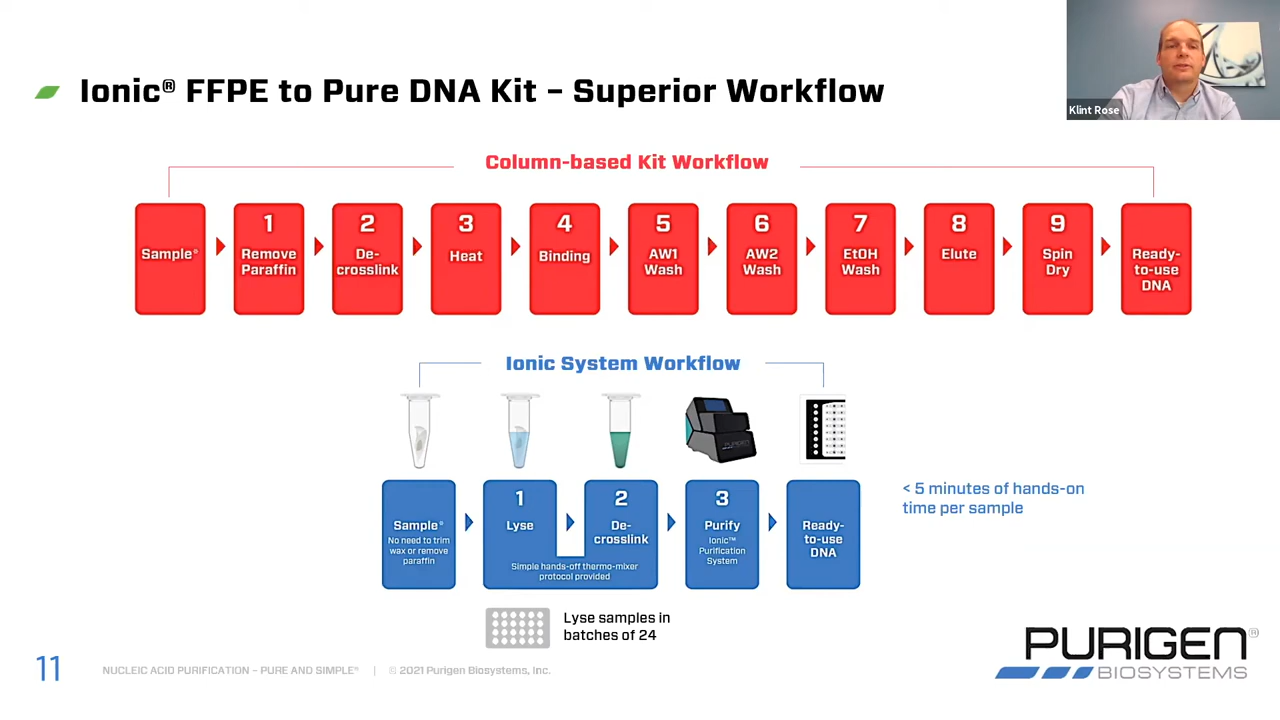 Klint Rose
Ionic® FFPE to Pure DNA Kit – Superior Workflow
Column-based Kit Workflow
Sample®
1
Remove
Paraffin
2
De-
crosslink
3
Heat
4
Binding
5
AW1
Wash
6
AW2
Wash
7
EtOH
Wash
8
Elute
9
Spin
Dry
Ready-
to-use
DNA
Ionic System Workflow
PURIGEN
Sample®
No need to trim
wax or remove
paraffin
1
Lyse
2
De-
crosslink
Simple hands-off thermo-mixer
protocol provided
3
Purify
Ionic™
Purification
System
Ready-
to-use
DNA
< 5 minutes of hands-on
time per sample
Lyse samples in
batches of 24
11
NUCLEIC ACID PURIFICATION – PURE AND SIMPLE® | © 2021 Purigen Biosystems, Inc.
PURIGEN®
BIOSYSTEMS